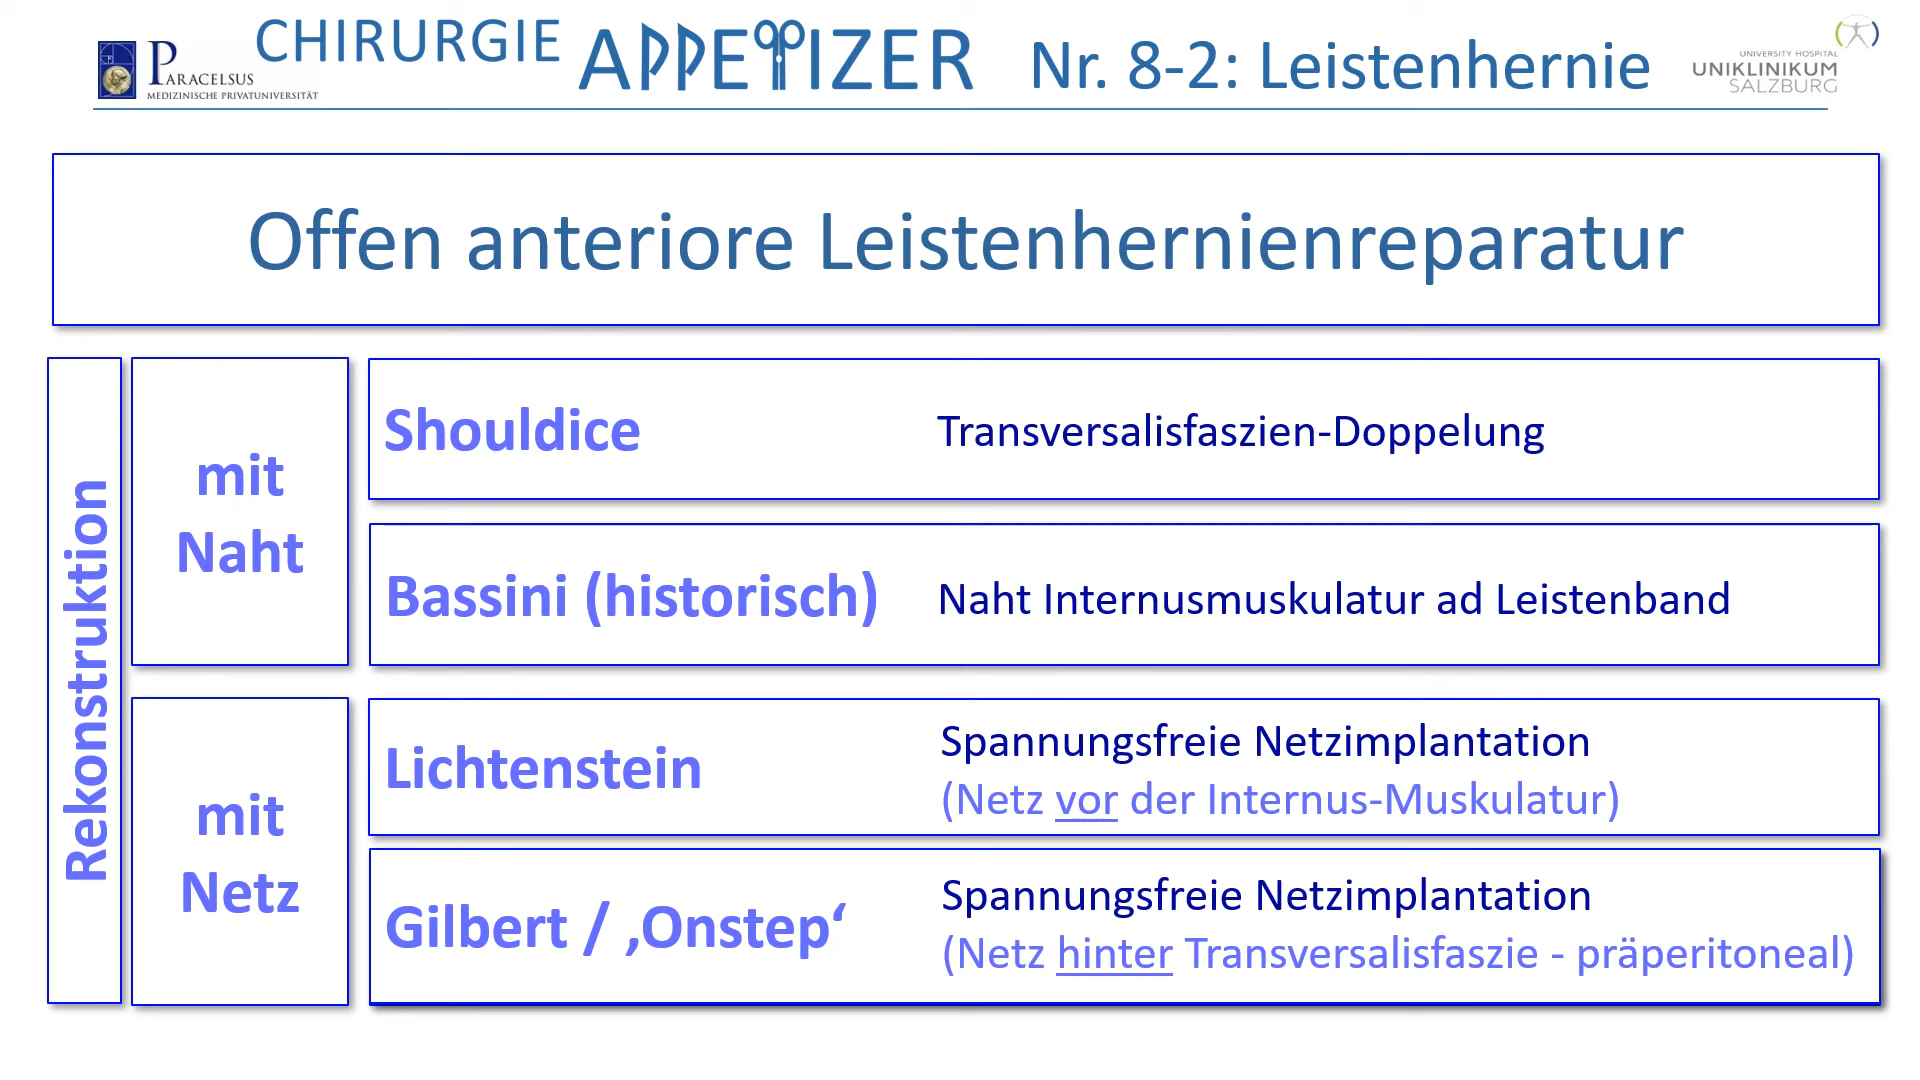 PARACELSUS
MEDIZINISCHE PRIVATUNIVERSITÄT
CHIRURGIE APPETIZER Nr. 8-2: Leistenhernie
UNIVERSITY HOSPITAL
UNIKLINIKUM
SALZBURG
Offen anteriore Leistenhernienreparatur
Rekonstruktion
mit
Naht
Shouldice Transversalisfaszien-Doppelung
Bassini (historisch) Naht Internusmuskulatur ad Leistenband
mit
Netz
Lichtenstein Spannungsfreie Netzimplantation
(Netz vor der Internus-Muskulatur)
Gilbert / ‚Onstep‘ Spannungsfreie Netzimplantation
(Netz hinter Transversalisfaszie - präperitoneal)